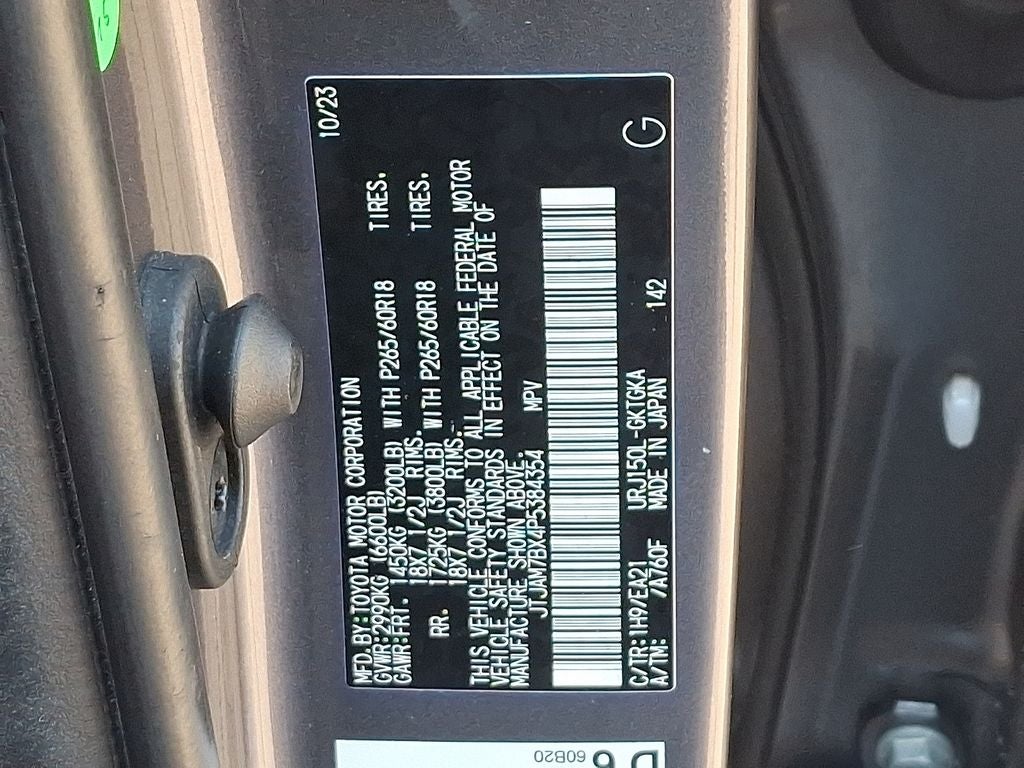 MFD.BY:TOYOTA MOTOR CORPORATION 10/23
GVWR:2990KG (6600LB)
GAWR:FRT. 1450KG (3200LB) WITH P265/60R18 TIRES.
18X7 1/2J RIMS.
RR. 1725KG (3800LB) WITH P265/60R18 TIRES.
18X7 1/2J RIMS.
THIS VEHICLE CONFORMS TO ALL APPLICABLE FEDERAL MOTOR
VEHICLE SAFETY STANDARDS IN EFFECT ON THE DATE OF
MANUFACTURE SHOWN ABOVE.
JTJAM7BX4P5384354 MPV
C/TR:1H9/EA21 URJ150L-GKTGKA 142
A/TM: /A760F MADE IN JAPAN
G
60B20